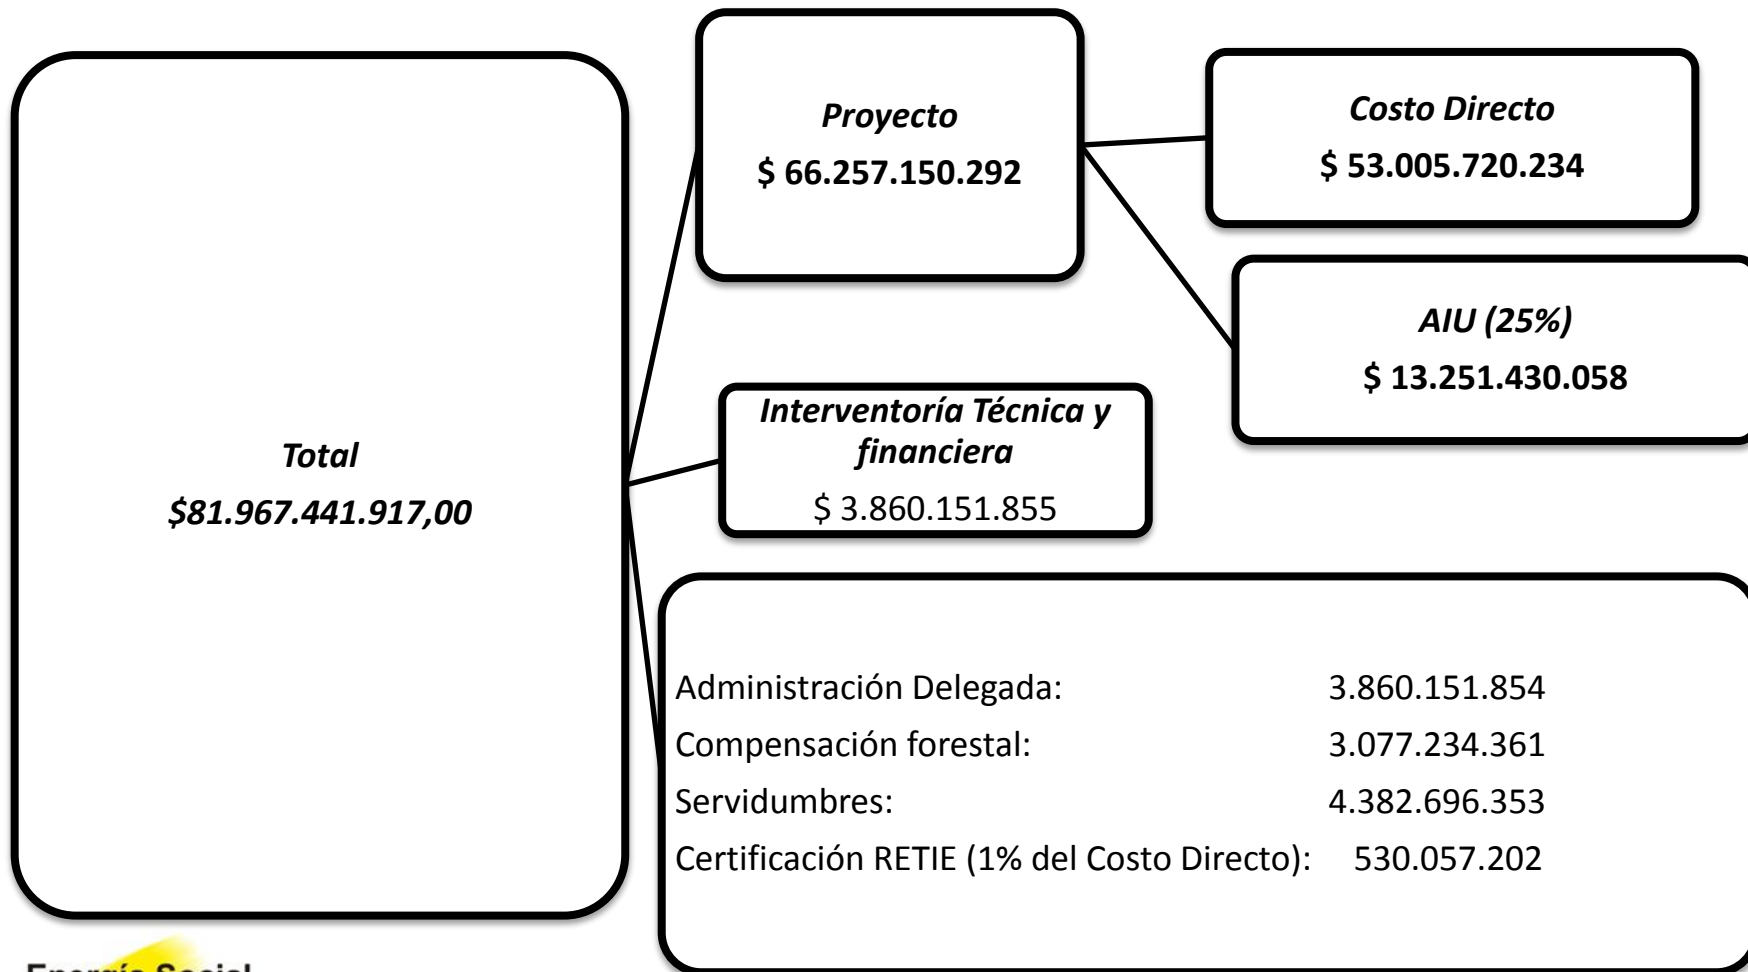 Total
$81.967.441.917,00
Proyecto
$ 66.257.150.292
Costo Directo
$ 53.005.720.234
AIU (25%)
$ 13.251.430.058
Interventoría Técnica y
financiera
$ 3.860.151.855
Administración Delegada: 3.860.151.854
Compensación forestal: 3.077.234.361
Servidumbres: 4.382.696.353
Certificación RETIE (1% del Costo Directo): 530.057.202
Energía Social